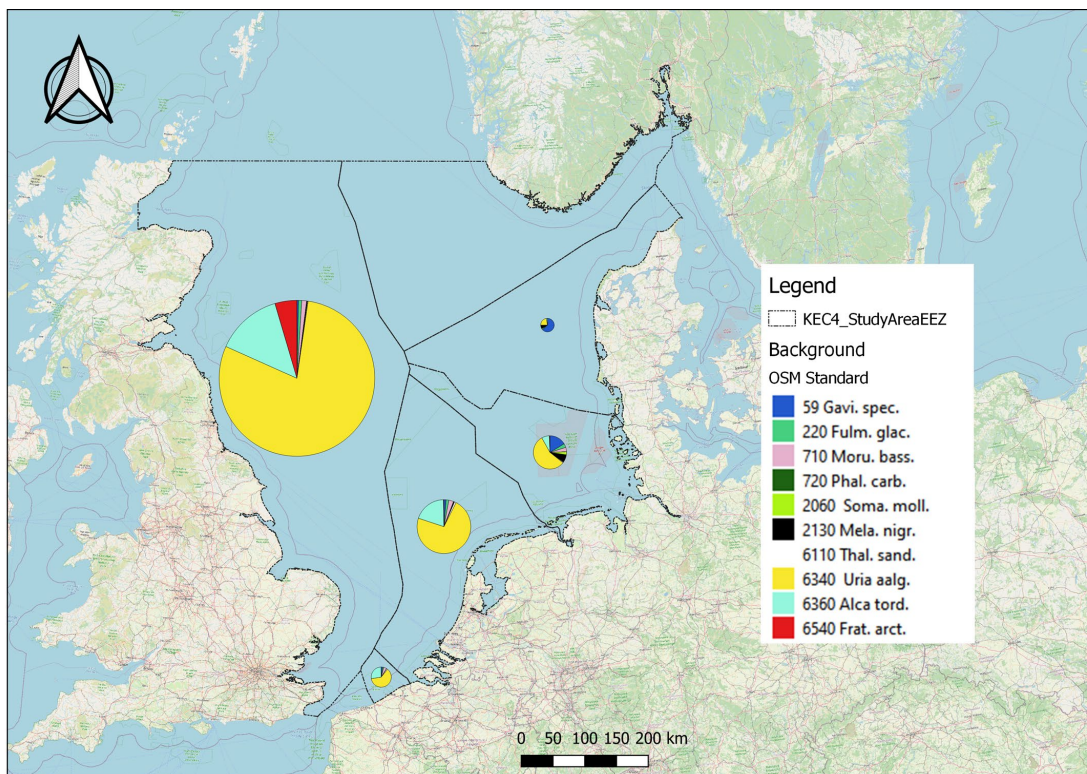 Legend
KEC4_StudyAreaEEZ
Background
OSM Standard
59 Gavi. spec.
220 Fulm. glac.
710 Moru. bass.
720 Phal. carb.
2060 Soma. moll.
2130 Mela. nigr.
6110 Thal. sand.
6340 Uria aalg.
6360 Alca tord.
6540 Frat. arct.
0 50 100 150 200 km